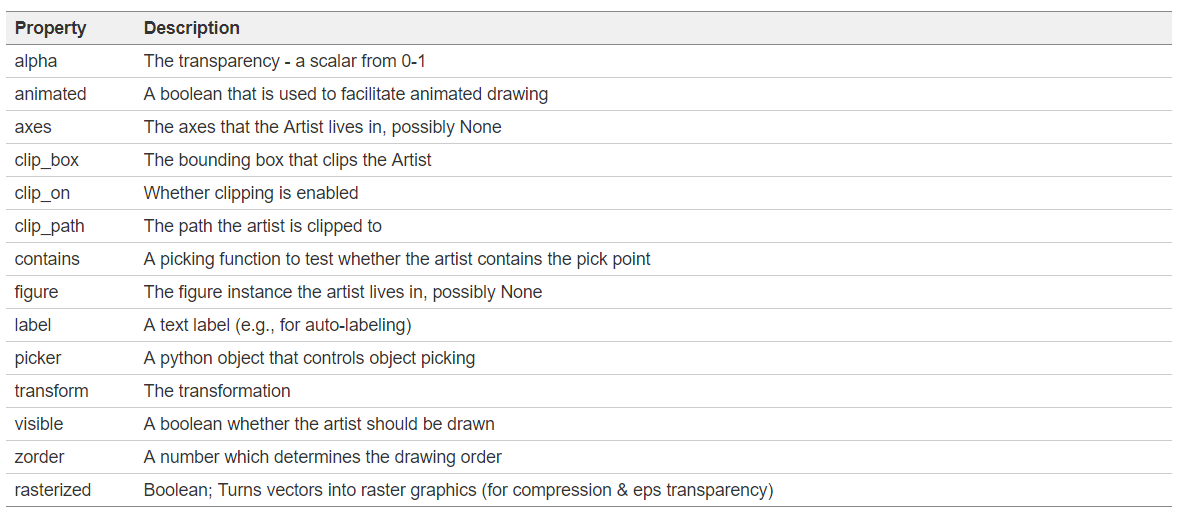 Property Description
alpha The transparency - a scalar from 0-1
animated A boolean that is used to facilitate animated drawing
axes The axes that the Artist lives in, possibly None
clip_box The bounding box that clips the Artist
clip_on Whether clipping is enabled
clip_path The path the artist is clipped to
contains A picking function to test whether the artist contains the pick point
figure The figure instance the artist lives in, possibly None
label A text label (e.g., for auto-labeling)
picker A python object that controls object picking
transform The transformation
visible A boolean whether the artist should be drawn
zorder A number which determines the drawing order
rasterized Boolean; Turns vectors into raster graphics (for compression & eps transparency)